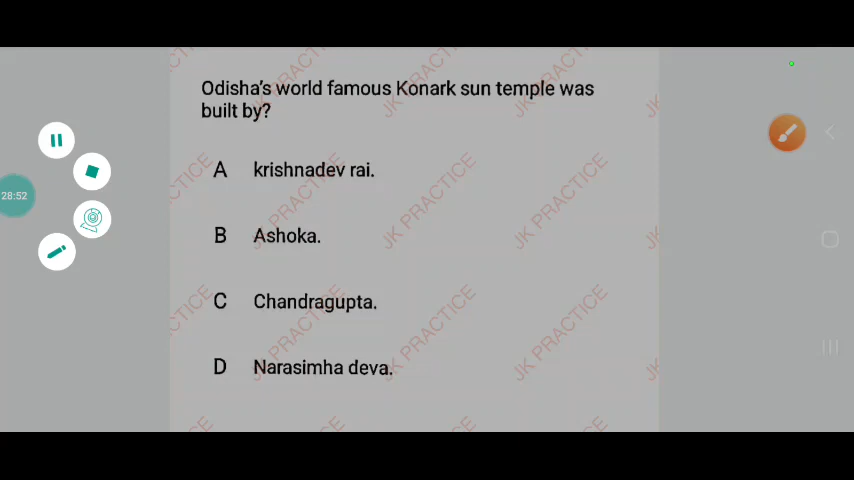 Odisha's world famous Konark sun temple was
built by?
A krishnadev rai.
B Ashoka.
C Chandragupta.
D Narasimha deva.
28:52
JK PRACTICE